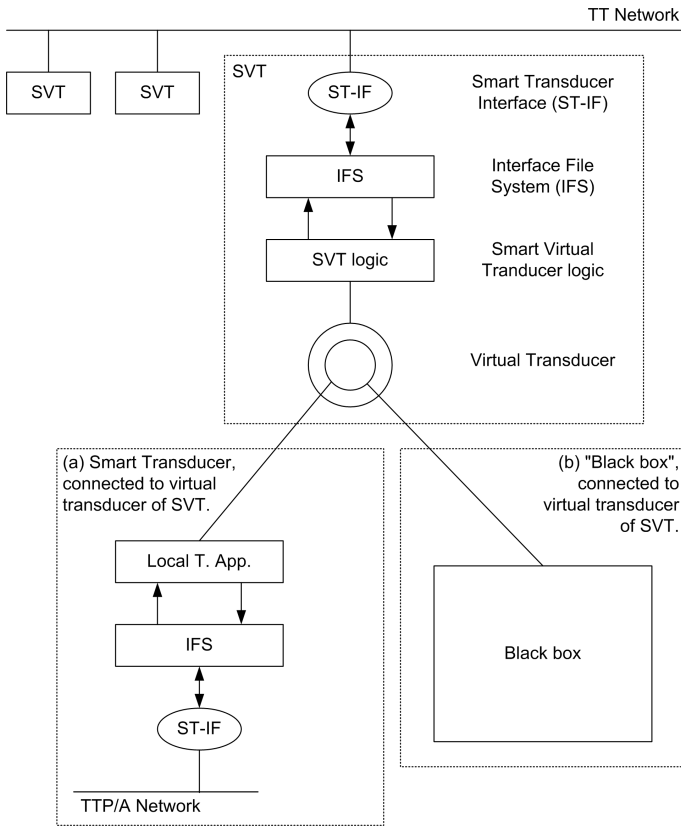 TT Network
SVT
SVT
SVT
ST-IF
Smart Transducer
Interface (ST-IF)
IFS
Interface File
System (IFS)
SVT logic
Smart Virtual
Tranducer logic
Virtual Transducer
(a) Smart Transducer,
connected to virtual
transducer of SVT.
Local T. App.
IFS
ST-IF
TTP/A Network
(b) "Black box",
connected to
virtual transducer
of SVT.
Black box